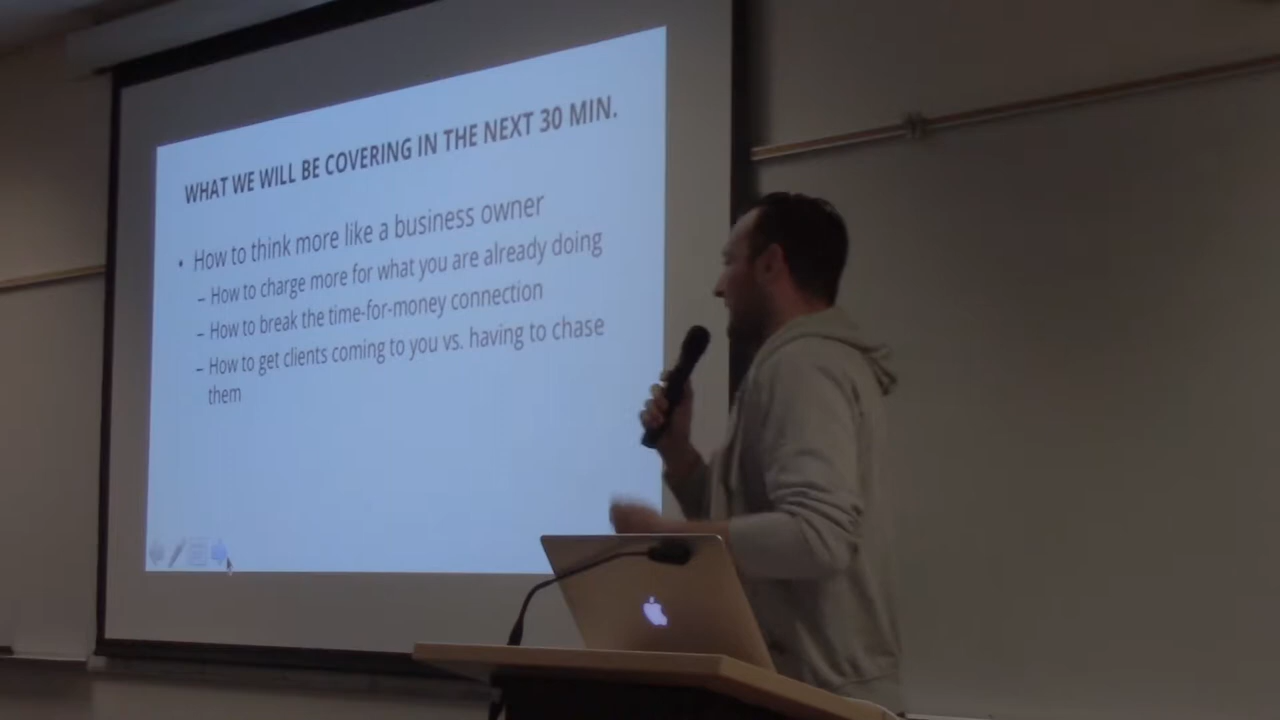 WHAT WE WILL BE COVERING IN THE NEXT 30 MIN.
• How to think more like a business owner
– How to charge more for what you are already doing
– How to break the time-for-money connection
– How to get clients coming to you vs. having to chase
them